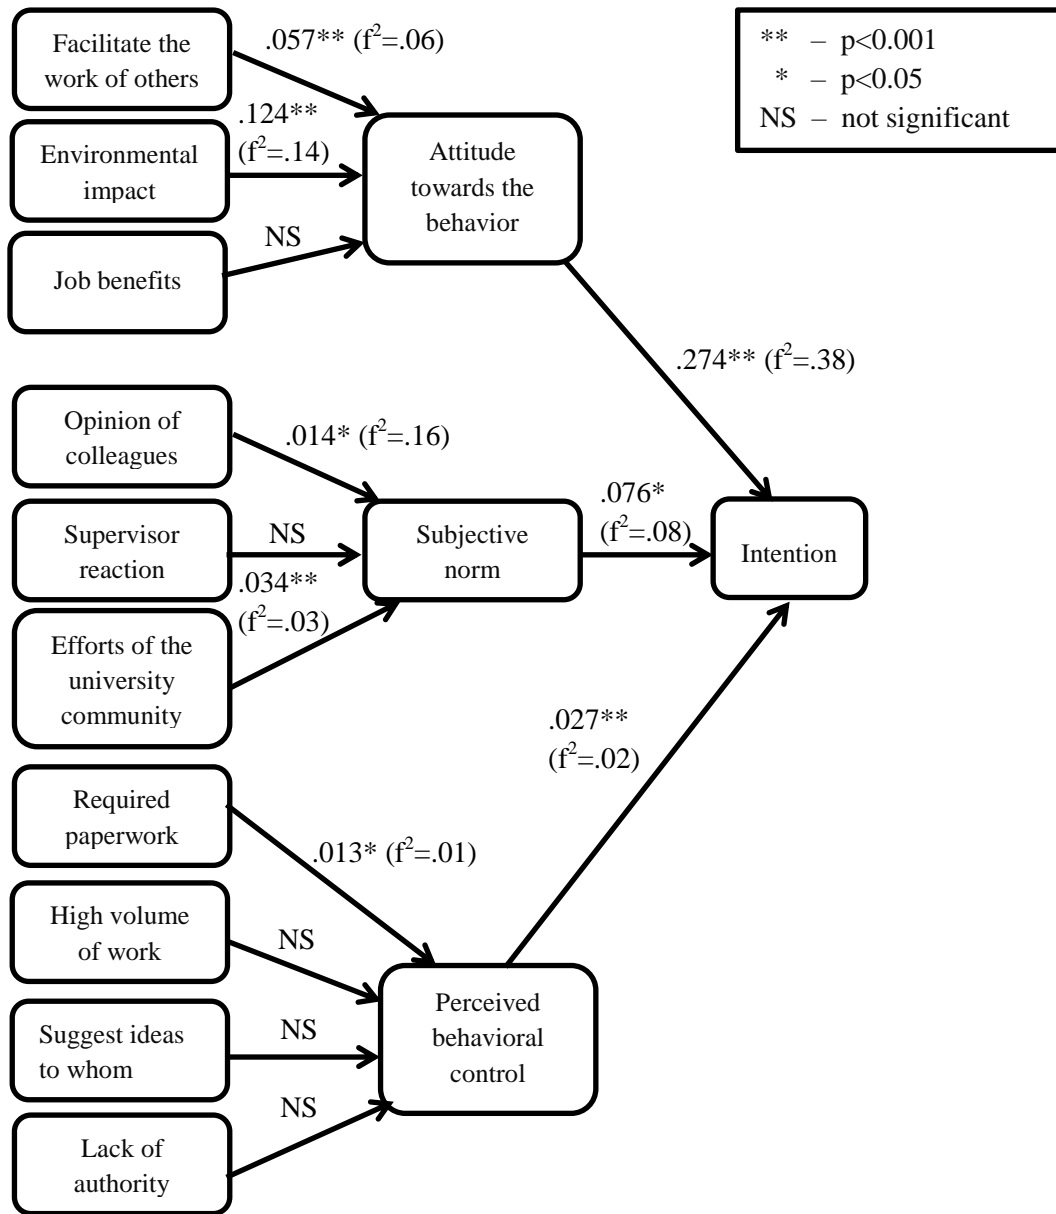 Facilitate the
work of others
.057** (f²=.06)
** – p<0.001
* – p<0.05
NS – not significant
Environmental
impact
.124**
(f²=.14)
Attitude
towards the
behavior
Job benefits
NS
.274** (f²=.38)
Opinion of
colleagues
.014* (f²=.16)
Supervisor
reaction
NS
Subjective
norm
.076*
(f²=.08)
Intention
Efforts of the
university
community
.034**
(f²=.03)
.027**
(f²=.02)
Required
paperwork
.013* (f²=.01)
High volume
of work
NS
Perceived
behavioral
control
Suggest ideas
to whom
NS
Lack of
authority
NS